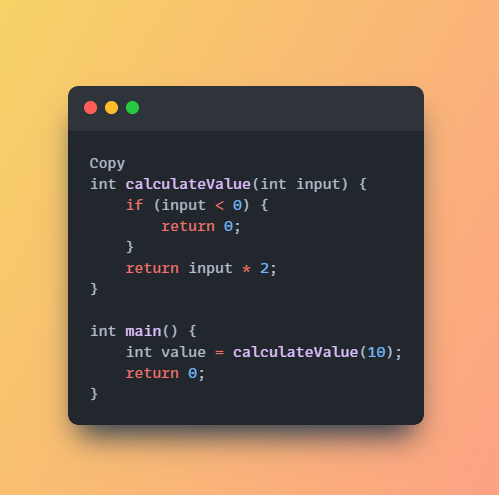 Copy
int calculateValue(int input) {
    if (input < 0) {
        return 0;
    }
    return input * 2;
}

int main() {
    int value = calculateValue(10);
    return 0;
}